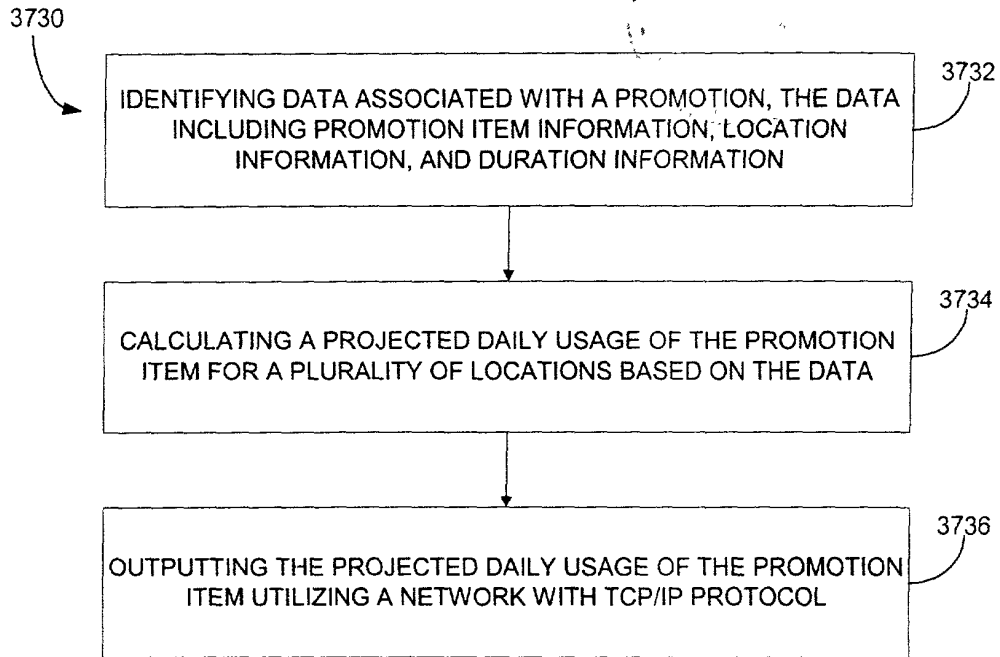 3730
3732
IDENTIFYING DATA ASSOCIATED WITH A PROMOTION, THE DATA
INCLUDING PROMOTION ITEM INFORMATION, LOCATION
INFORMATION, AND DURATION INFORMATION
3734
CALCULATING A PROJECTED DAILY USAGE OF THE PROMOTION
ITEM FOR A PLURALITY OF LOCATIONS BASED ON THE DATA
3736
OUTPUTTING THE PROJECTED DAILY USAGE OF THE PROMOTION
ITEM UTILIZING A NETWORK WITH TCP/IP PROTOCOL